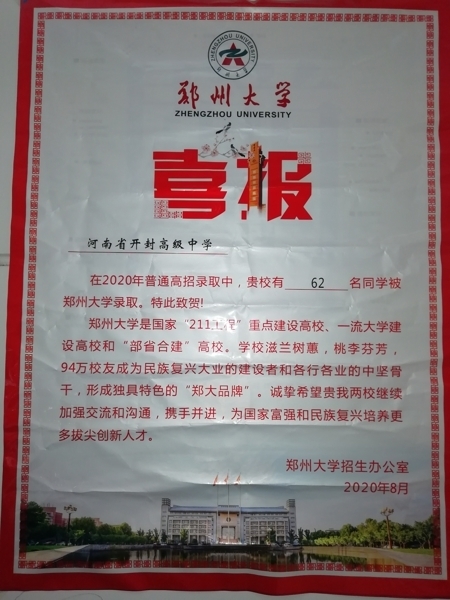 ZHENGZHOU UNIVERSITY
郑州大学
ZHENGZHOU UNIVERSITY
喜报
河南省开封高级中学
在2020年普通高招录取中，贵校有 62 名同学被
郑州大学录取。特此致贺!
郑州大学是国家“211工程”重点建设高校、一流大学建
设高校和“部省合建”高校。学校滋兰树蕙，桃李芬芳，
94万校友成为民族复兴大业的建设者和各行各业的中坚骨
干，形成独具特色的“郑大品牌”。诚挚希望贵我两校继续
加强交流和沟通，携手并进，为国家富强和民族复兴培养更
多拔尖创新人才。
郑州大学招生办公室
2020年8月